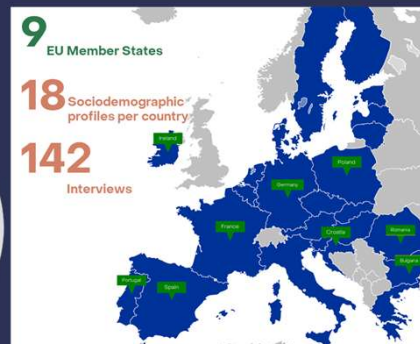 9
EU Member States
18
Sociodemographic
profiles per country
142
Interviews
Ireland
Poland
Germany
France
Croatia
Romania
Bulgaria
Portugal
Spain